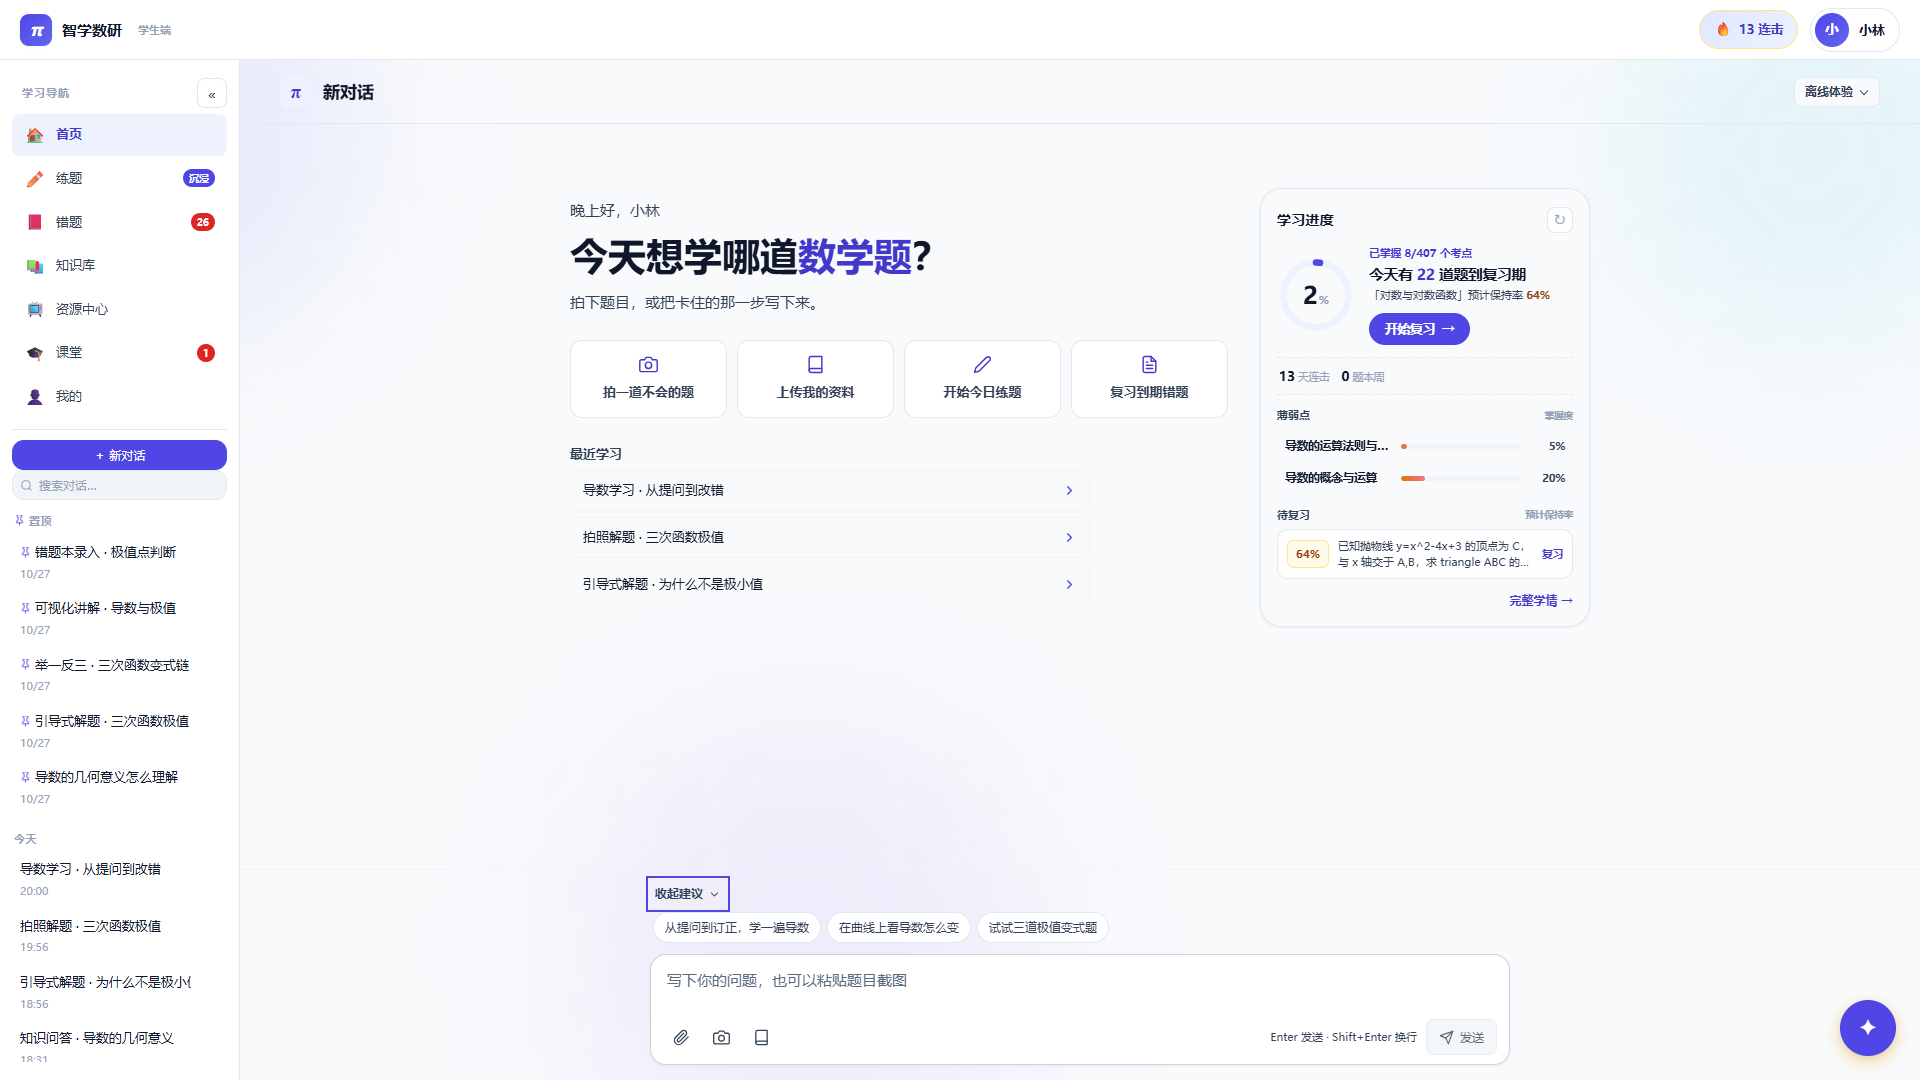 π 智学数研 学生端
13 连击
小 小林
学习导航 «
首页
练题 沉浸
错题 26
知识库
资源中心
课堂 1
我的
+ 新对话
搜索对话...
置顶
错题本录入 · 极值点判断
10/27
可视化讲解 · 导数与极值
10/27
举一反三 · 三次函数变式链
10/27
引导式解题 · 三次函数极值
10/27
导数的几何意义怎么理解
10/27
今天
导数学习 · 从提问到改错
20:00
拍照解题 · 三次函数极值
19:56
引导式解题 · 为什么不是极小
18:56
知识问答 · 导数的几何意义
18:31
π 新对话
离线体验
晚上好，小林
今天想学哪道数学题？
拍下题目，或把卡住的那一步写下来。
拍一道不会的题
上传我的资料
开始今日练题
复习到期错题
最近学习
导数学习 · 从提问到改错
拍照解题 · 三次函数极值
引导式解题 · 为什么不是极小值
学习进度
2%
已掌握 8/407 个考点
今天有 22 道题到复习期
「对数与对数函数」预计保持率 64%
开始复习 →
13 天连击 0 题本周
薄弱点 掌握度
导数的运算法则与... 5%
导数的概念与运算 20%
待复习 预计保持率
64%
已知抛物线 y=x^2-4x+3 的顶点为 C，
与 x 轴交于 A,B，求 triangle ABC 的...
复习
完整学情 →
收起建议
从提问到订正，学一遍导数
在曲线上看导数怎么变
试试三道极值变式题
写下你的问题，也可以粘贴题目截图
Enter 发送 · Shift+Enter 换行
发送